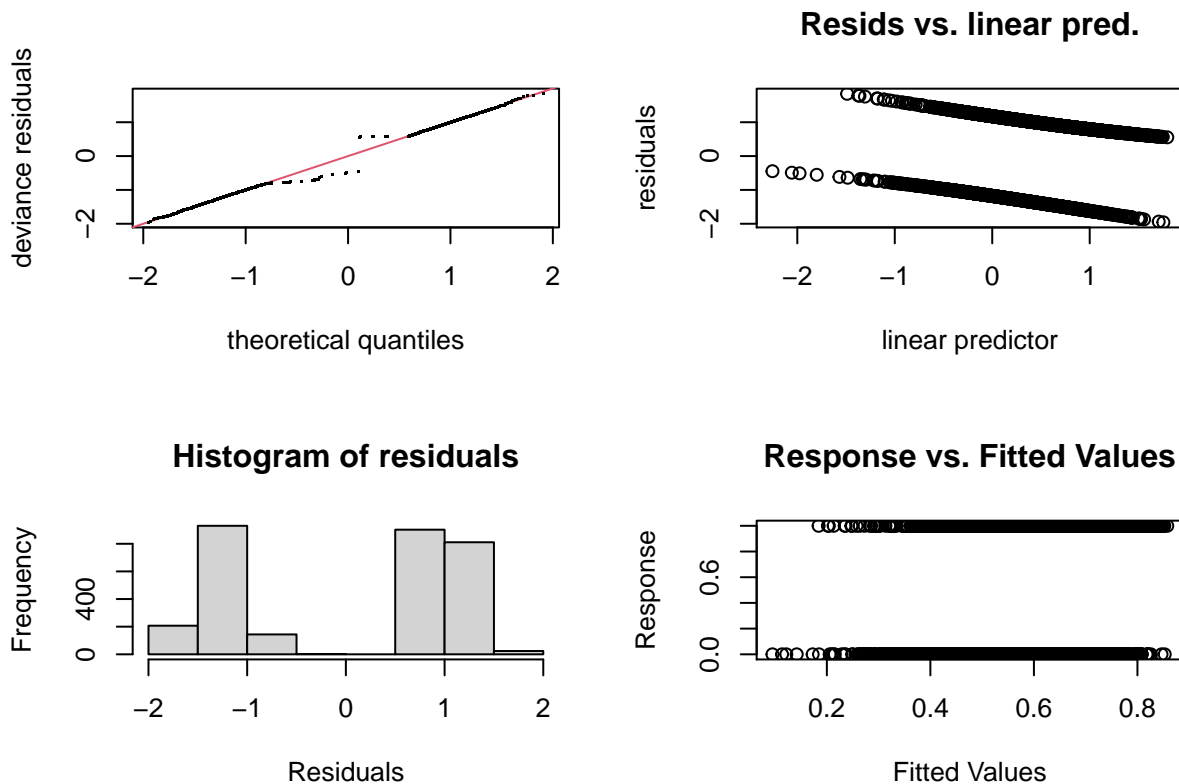 deviance residuals
0
−2
−2
−1
0
1
2
theoretical quantiles
Resids vs. linear pred.
residuals
0
−2
−2
−1
0
1
linear predictor
Histogram of residuals
Frequency
400
0
−2
−1
0
1
2
Residuals
Response vs. Fitted Values
Response
0.6
0.0
0.2
0.4
0.6
0.8
Fitted Values